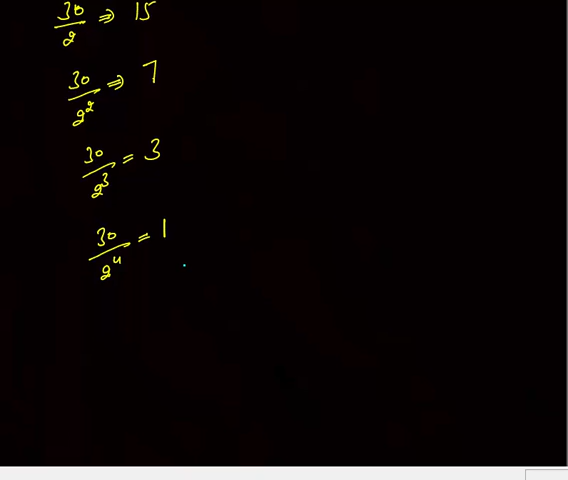 30/2 ⇒ 15
30/2² ⇒ 7
30/2³ = 3
30/2⁴ = 1